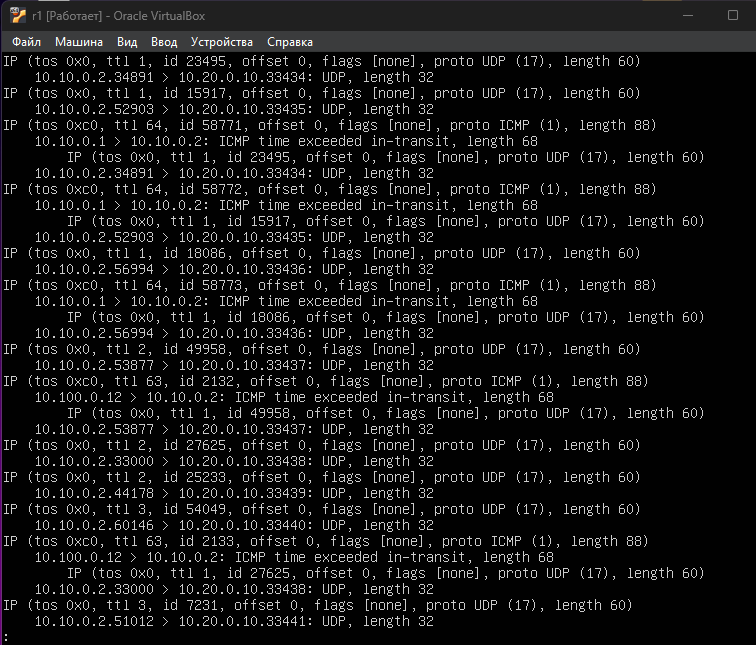 r1 [Работает] - Oracle VirtualBox
Файл Машина Вид Ввод Устройства Справка
IP (tos 0x0, ttl 1, id 23495, offset 0, flags [none], proto UDP (17), length 60)
    10.10.0.2.34891 > 10.20.0.10.33434: UDP, length 32
IP (tos 0x0, ttl 1, id 15917, offset 0, flags [none], proto UDP (17), length 60)
    10.10.0.2.52903 > 10.20.0.10.33435: UDP, length 32
IP (tos 0xc0, ttl 64, id 58771, offset 0, flags [none], proto ICMP (1), length 88)
    10.10.0.1 > 10.10.0.2: ICMP time exceeded in-transit, length 68
        IP (tos 0x0, ttl 1, id 23495, offset 0, flags [none], proto UDP (17), length 60)
    10.10.0.2.34891 > 10.20.0.10.33434: UDP, length 32
IP (tos 0xc0, ttl 64, id 58772, offset 0, flags [none], proto ICMP (1), length 88)
    10.10.0.1 > 10.10.0.2: ICMP time exceeded in-transit, length 68
        IP (tos 0x0, ttl 1, id 15917, offset 0, flags [none], proto UDP (17), length 60)
    10.10.0.2.52903 > 10.20.0.10.33435: UDP, length 32
IP (tos 0x0, ttl 1, id 18086, offset 0, flags [none], proto UDP (17), length 60)
    10.10.0.2.56994 > 10.20.0.10.33436: UDP, length 32
IP (tos 0xc0, ttl 64, id 58773, offset 0, flags [none], proto ICMP (1), length 88)
    10.10.0.1 > 10.10.0.2: ICMP time exceeded in-transit, length 68
        IP (tos 0x0, ttl 1, id 18086, offset 0, flags [none], proto UDP (17), length 60)
    10.10.0.2.56994 > 10.20.0.10.33436: UDP, length 32
IP (tos 0x0, ttl 2, id 49958, offset 0, flags [none], proto UDP (17), length 60)
    10.10.0.2.53877 > 10.20.0.10.33437: UDP, length 32
IP (tos 0xc0, ttl 63, id 2132, offset 0, flags [none], proto ICMP (1), length 88)
    10.100.0.12 > 10.10.0.2: ICMP time exceeded in-transit, length 68
        IP (tos 0x0, ttl 1, id 49958, offset 0, flags [none], proto UDP (17), length 60)
    10.10.0.2.53877 > 10.20.0.10.33437: UDP, length 32
IP (tos 0x0, ttl 2, id 27625, offset 0, flags [none], proto UDP (17), length 60)
    10.10.0.2.33000 > 10.20.0.10.33438: UDP, length 32
IP (tos 0x0, ttl 2, id 25233, offset 0, flags [none], proto UDP (17), length 60)
    10.10.0.2.44178 > 10.20.0.10.33439: UDP, length 32
IP (tos 0x0, ttl 3, id 54049, offset 0, flags [none], proto UDP (17), length 60)
    10.10.0.2.60146 > 10.20.0.10.33440: UDP, length 32
IP (tos 0xc0, ttl 63, id 2133, offset 0, flags [none], proto ICMP (1), length 88)
    10.100.0.12 > 10.10.0.2: ICMP time exceeded in-transit, length 68
        IP (tos 0x0, ttl 1, id 27625, offset 0, flags [none], proto UDP (17), length 60)
    10.10.0.2.33000 > 10.20.0.10.33438: UDP, length 32
IP (tos 0x0, ttl 3, id 7231, offset 0, flags [none], proto UDP (17), length 60)
    10.10.0.2.51012 > 10.20.0.10.33441: UDP, length 32
: